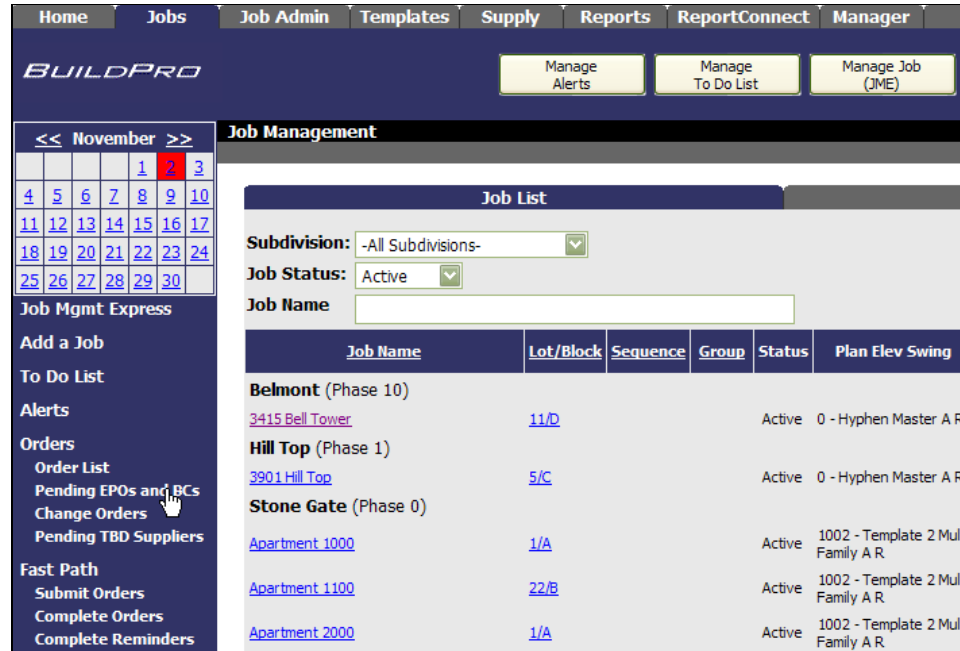 Home Jobs Job Admin Templates Supply Reports ReportConnect Manager
BUILDPRO
Manage Alerts
Manage To Do List
Manage Job (JME)
<< November >>
1 2 3
4 5 6 7 8 9 10
11 12 13 14 15 16 17
18 19 20 21 22 23 24
25 26 27 28 29 30
Job Mgmt Express
Add a Job
To Do List
Alerts
Orders
Order List
Pending EPOs and BCs
Change Orders
Pending TBD Suppliers
Fast Path
Submit Orders
Complete Orders
Complete Reminders
Job Management
Job List
Subdivision: -All Subdivisions-
Job Status: Active
Job Name
Job Name Lot/Block Sequence Group Status Plan Elev Swing
Belmont (Phase 10)
3415 Bell Tower 11/D Active 0 - Hyphen Master A R
Hill Top (Phase 1)
3901 Hill Top 5/C Active 0 - Hyphen Master A R
Stone Gate (Phase 0)
Apartment 1000 1/A Active 1002 - Template 2 Mul
Family A R
Apartment 1100 22/B Active 1002 - Template 2 Mul
Family A R
Apartment 2000 1/A Active 1002 - Template 2 Mul
Family A R